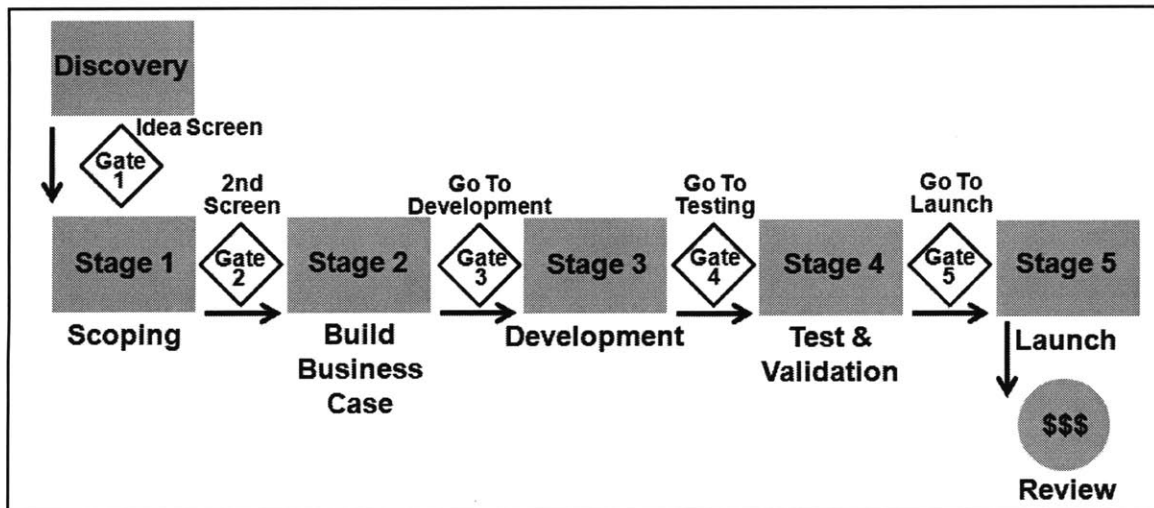 Discovery
Idea Screen
Gate
1
2nd
Screen
Go To
Development
Go To
Testing
Go To
Launch
Stage 1
Gate
2
Stage 2
Gate
3
Stage 3
Gate
4
Stage 4
Gate
5
Stage 5
Scoping
Build
Business
Case
Development
Test &
Validation
Launch
$$$
Review